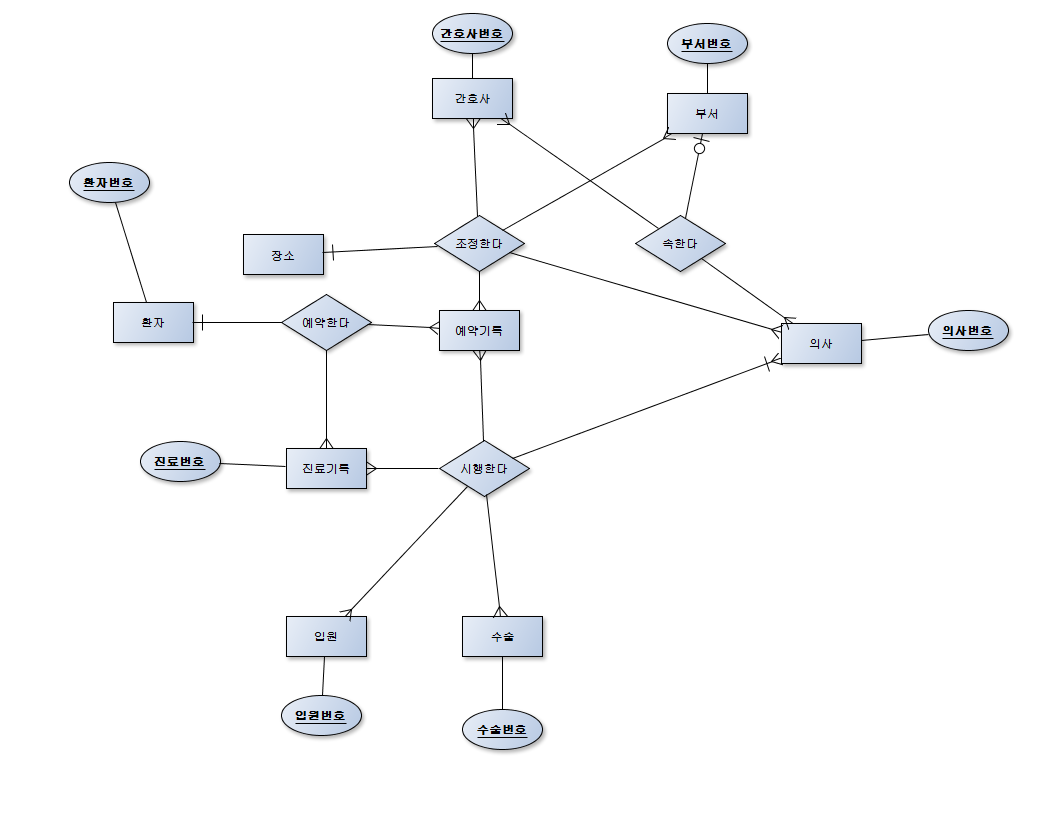 간호사번호
부서번호
간호사
부서
환자번호
장소
조정한다
속한다
환자
예약한다
예약기록
의사
의사번호
진료번호
진료기록
시행한다
입원
수술
입원번호
수술번호